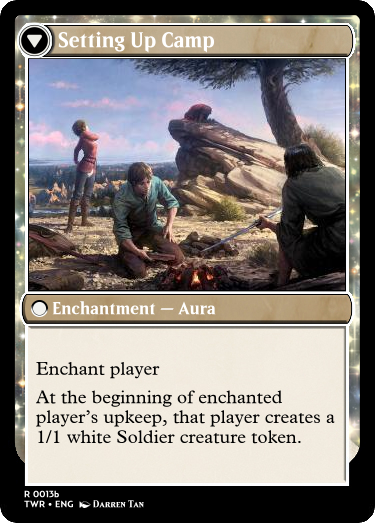 Setting Up Camp
Enchantment — Aura
Enchant player
At the beginning of enchanted
player's upkeep, that player creates a
1/1 white Soldier creature token.
R 0013b
TWR • ENG Darren Tan